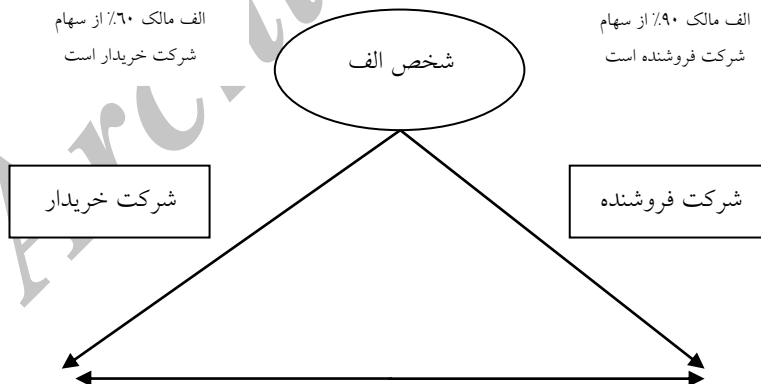 الف مالک ۹۰٪ از سهام
شرکت فروشنده است
الف مالک ۶۰٪ از سهام
شرکت خریدار است
شخص الف
شرکت فروشنده
شرکت خریدار